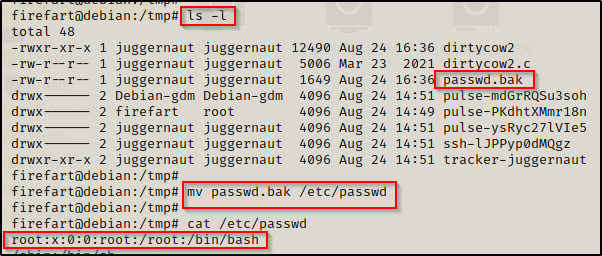 firefart@debian:/tmp#
firefart@debian:/tmp# ls -l
total 48
-rwxr-xr-x 1 juggernaut juggernaut 12490 Aug 24 16:36 dirtycow2
-rw-r--r-- 1 juggernaut juggernaut 5006 Mar 23 2021 dirtycow2.c
-rw-r--r-- 1 juggernaut juggernaut 1649 Aug 24 16:36 passwd.bak
drwx------ 2 Debian-gdm Debian-gdm 4096 Aug 24 14:51 pulse-mdGrRQSu3soh
drwx------ 2 firefart root 4096 Aug 24 14:49 pulse-PKdhtXMmr18n
drwx------ 2 juggernaut juggernaut 4096 Aug 24 14:51 pulse-ysRyc27lVIe5
drwx------ 2 juggernaut juggernaut 4096 Aug 24 14:51 ssh-lJPPyp0dMQgz
drwxr-xr-x 2 juggernaut juggernaut 4096 Aug 24 14:51 tracker-juggernaut
firefart@debian:/tmp#
firefart@debian:/tmp# mv passwd.bak /etc/passwd
firefart@debian:/tmp#
firefart@debian:/tmp# cat /etc/passwd
root:x:0:0:root:/root:/bin/bash